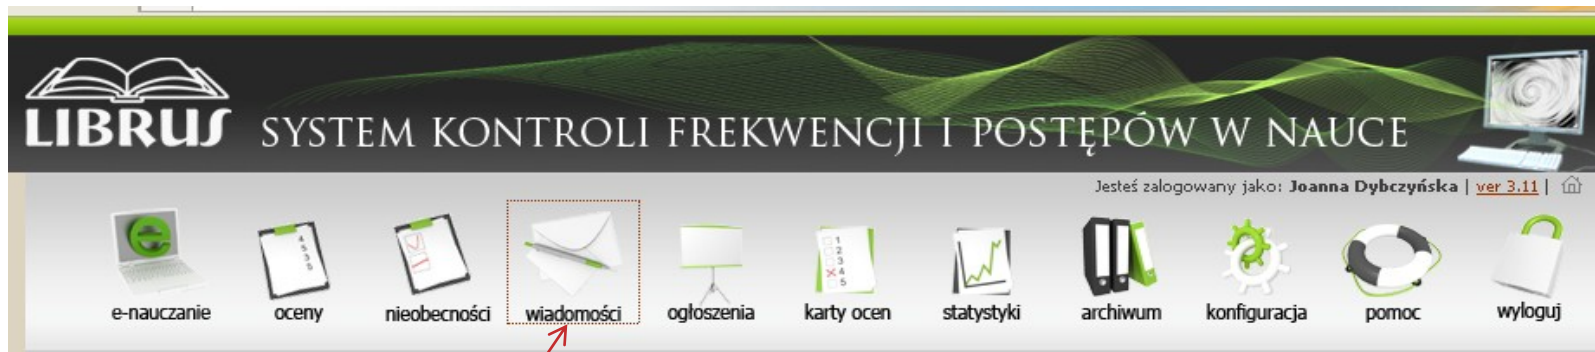 LIBRUS SYSTEM KONTROLI FREKWENCJI I POSTĘPÓW W NAUCE
Jesteś zalogowany jako: Joanna Dybczyńska | ver 3.11 |
e-nauczanie oceny nieobecności wiadomości ogłoszenia karty ocen statystyki archiwum konfiguracja pomoc wyloguj